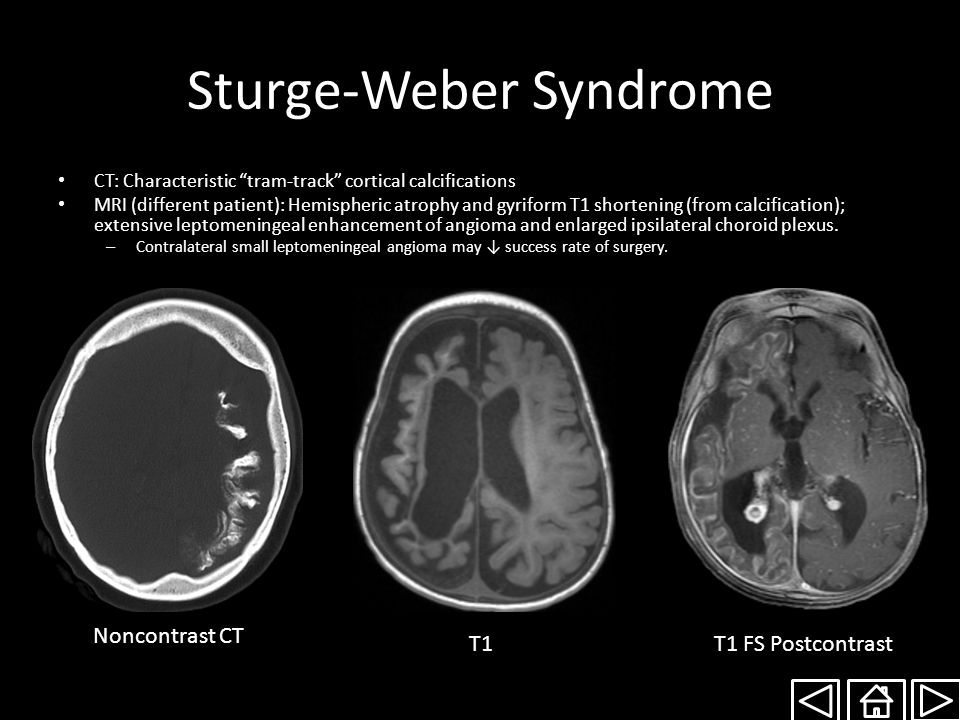 Sturge-Weber Syndrome
• CT: Characteristic “tram-track” cortical calcifications
• MRI (different patient): Hemispheric atrophy and gyriform T1 shortening (from calcification);
extensive leptomeningeal enhancement of angioma and enlarged ipsilateral choroid plexus.
– Contralateral small leptomeningeal angioma may ↓ success rate of surgery.
Noncontrast CT
T1
T1 FS Postcontrast